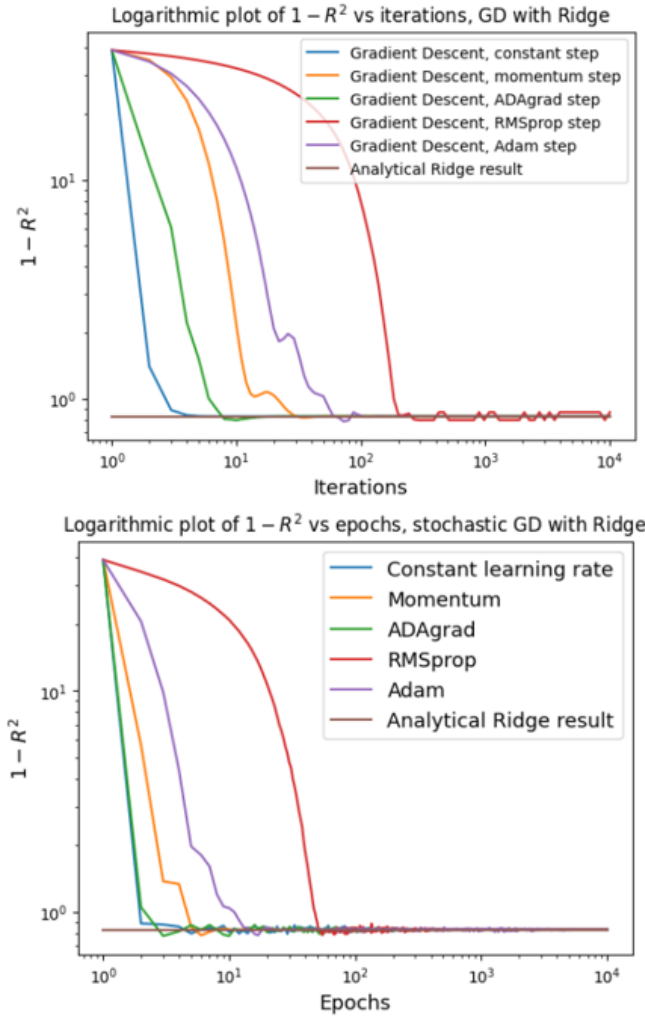 Logarithmic plot of 1 − R² vs iterations, GD with Ridge
Gradient Descent, constant step
Gradient Descent, momentum step
Gradient Descent, ADAgrad step
Gradient Descent, RMSprop step
Gradient Descent, Adam step
Analytical Ridge result
1 − R²
10¹
10⁰
10⁰ 10¹ 10² 10³ 10⁴
Iterations
Logarithmic plot of 1 − R² vs epochs, stochastic GD with Ridge
Constant learning rate
Momentum
ADAgrad
RMSprop
Adam
Analytical Ridge result
1 − R²
10¹
10⁰
10⁰ 10¹ 10² 10³ 10⁴
Epochs